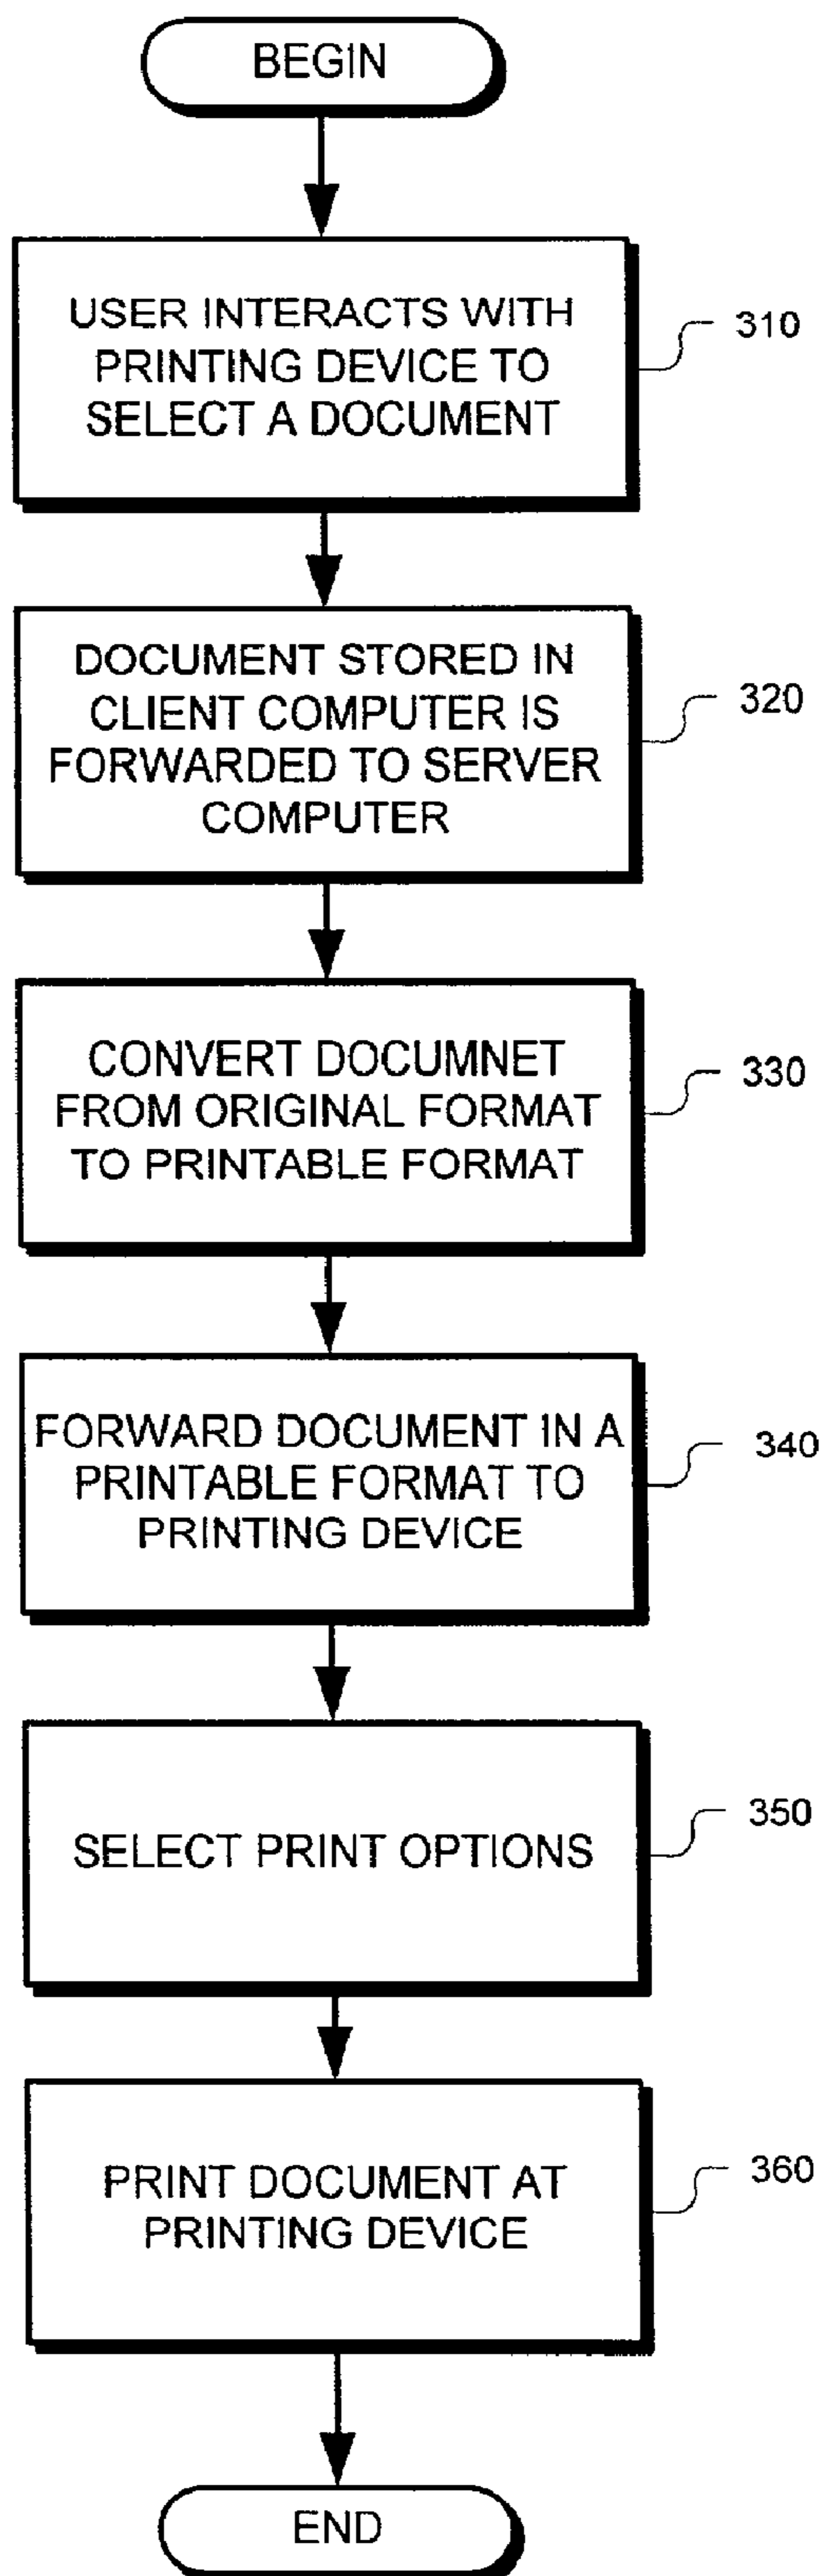 BEGIN
USER INTERACTS WITH
PRINTING DEVICE TO
SELECT A DOCUMENT
310
DOCUMENT STORED IN
CLIENT COMPUTER IS
FORWARDED TO SERVER
COMPUTER
320
CONVERT DOCUMNET
FROM ORIGINAL FORMAT
TO PRINTABLE FORMAT
330
FORWARD DOCUMENT IN A
PRINTABLE FORMAT TO
PRINTING DEVICE
340
SELECT PRINT OPTIONS
350
PRINT DOCUMENT AT
PRINTING DEVICE
360
END